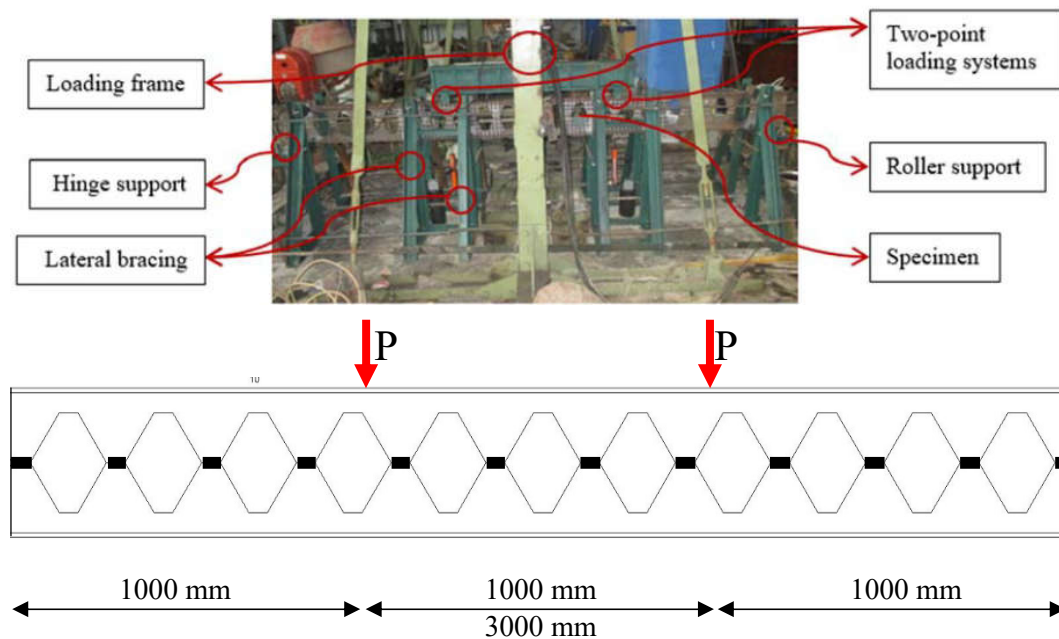 Loading frame
Hinge support
Lateral bracing
Two-point
loading systems
Roller support
Specimen
P
P
10
1000 mm
1000 mm
1000 mm
3000 mm